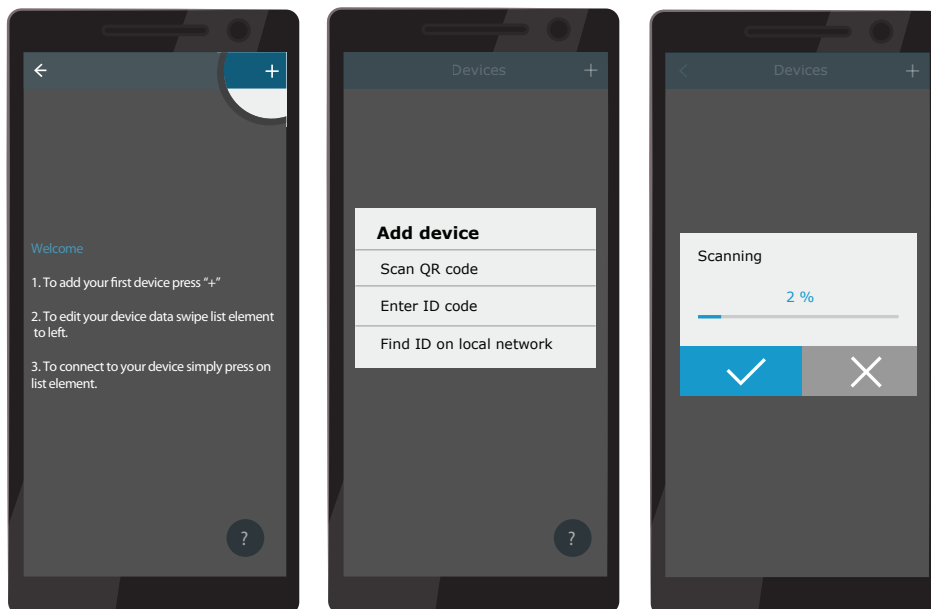 +
Welcome
1. To add your first device press “+”
2. To edit your device data swipe list element
to left.
3. To connect to your device simply press on
list element.
?
Devices +
Add device
Scan QR code
Enter ID code
Find ID on local network
?
Devices +
Scanning
2 %